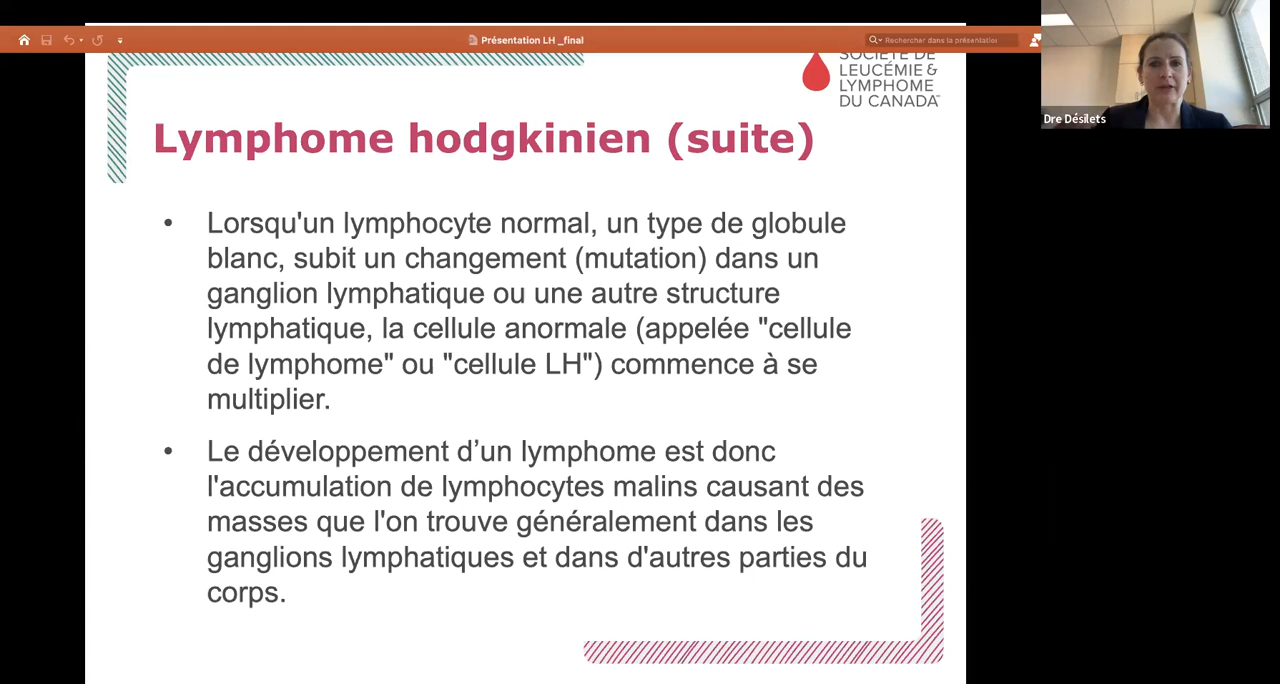 Présentation LH _final
Rechercher dans la présentation
SOCIÉTÉ DE
LEUCÉMIE &
LYMPHOME
DU CANADA™
Dre Désilets
Lymphome hodgkinien (suite)
• Lorsqu'un lymphocyte normal, un type de globule
blanc, subit un changement (mutation) dans un
ganglion lymphatique ou une autre structure
lymphatique, la cellule anormale (appelée "cellule
de lymphome" ou "cellule LH") commence à se
multiplier.
• Le développement d’un lymphome est donc
l'accumulation de lymphocytes malins causant des
masses que l'on trouve généralement dans les
ganglions lymphatiques et dans d'autres parties du
corps.